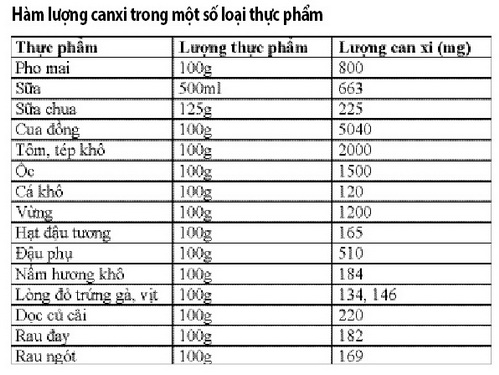 Hàm lượng canxi trong một số loại thực phẩm
Thực phẩm Lượng thực phẩm Lượng can xi (mg)
Pho mai 100g 800
Sữa 500ml 663
Sữa chua 125g 225
Cua đồng 100g 5040
Tôm, tép khô 100g 2000
Ốc 100g 1500
Cá khô 100g 120
Vừng 100g 1200
Hạt đậu tương 100g 165
Đậu phụ 100g 510
Nấm hương khô 100g 184
Lòng đỏ trứng gà, vịt 100g 134, 146
Dọc củ cải 100g 220
Rau đay 100g 182
Rau ngót 100g 169